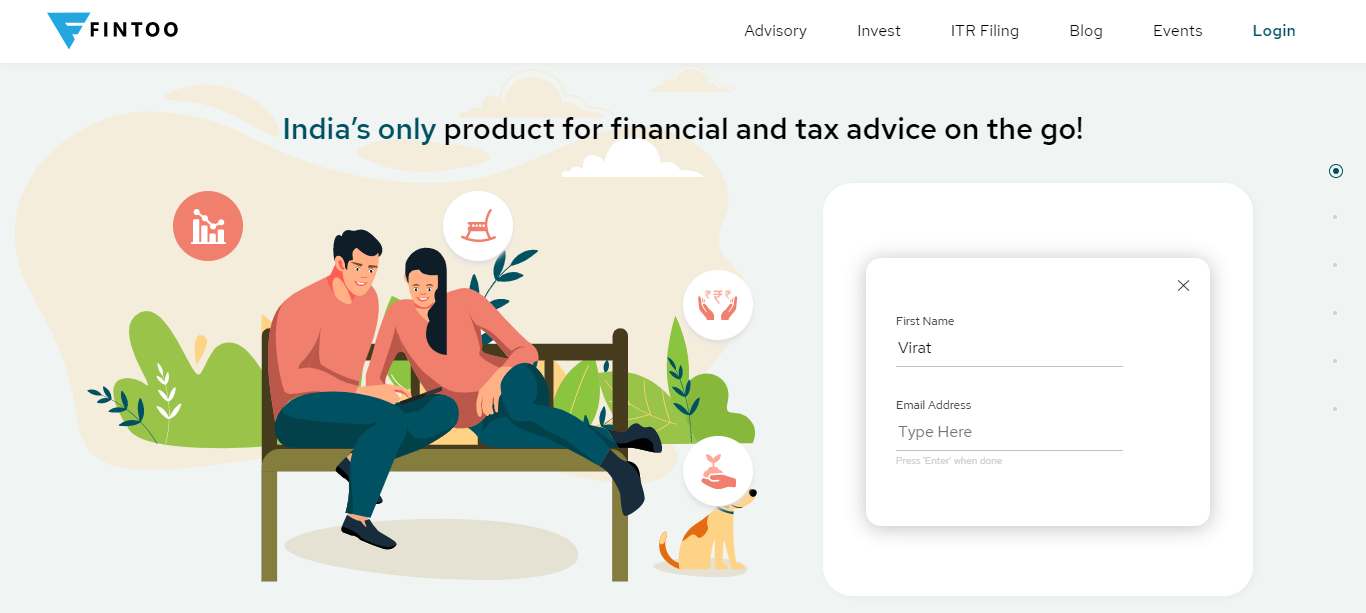 FINTOO
Advisory
Invest
ITR Filing
Blog
Events
Login
India's only product for financial and tax advice on the go!
First Name
Virat
Email Address
Type Here
Press 'Enter' when done